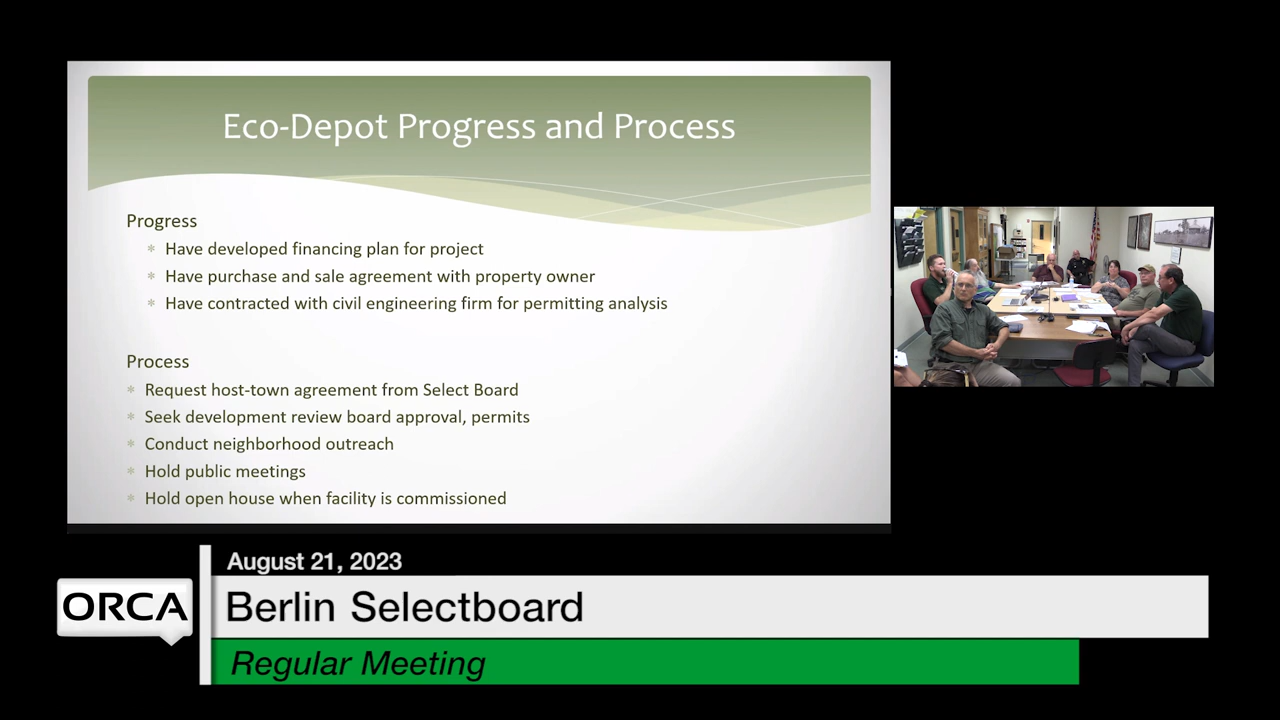 Eco-Depot Progress and Process
Progress
Have developed financing plan for project
Have purchase and sale agreement with property owner
Have contracted with civil engineering firm for permitting analysis
Process
Request host-town agreement from Select Board
Seek development review board approval, permits
Conduct neighborhood outreach
Hold public meetings
Hold open house when facility is commissioned
August 21, 2023
ORCA
Berlin Selectboard
Regular Meeting